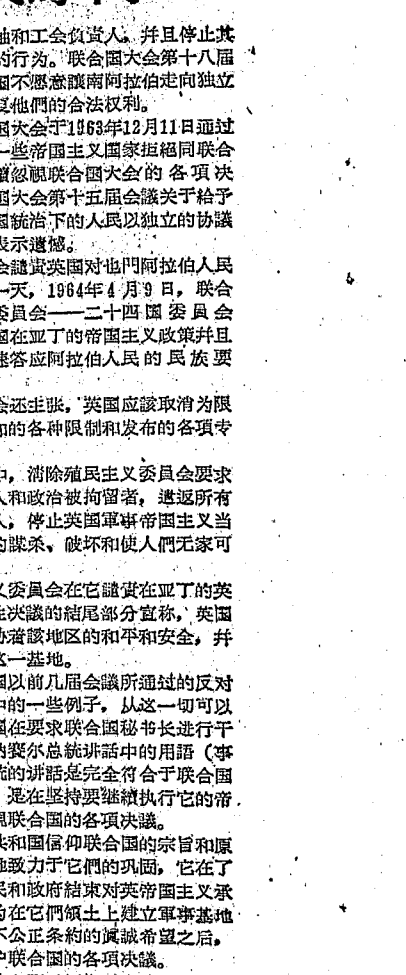 和工会负責人，幷且停止其
的行为。联合国大会第十八届
国不愿意讓南阿拉伯走向独立
他們的合法权利。
国大会于1963年12月11日通过
一些帝国主义国家拒絕同联合
忽視联合国大会的各項决
国大会第十五届会議关于給予
国統治下的人民以独立的协議
表示遺憾。
会譴責英国对也門阿拉伯人民
一天，1964年4月9日，联合
委員会——二十四国委員会
国在亚丁的帝国主义政策幷且
速答应阿拉伯人民的民族要
会还主张，英国应該取消为限
的各种限制和发布的各項专
中，消除殖民主义委員会要求
人和政治被拘留者，遣返所有
人；停止英国軍事帝国主义当
的謀杀、破坏和使人們无家可
义委員会在它譴責在亚丁的英
决議的結尾部分宣称，英国
胁着該地区的和平和安全，幷
这一基地。
国以前几届会議所通过的反对
中的一些例子，从这一切可以
国在要求联合国秘书长进行干
納賽尔总統讲話中的用語（事
統的讲話是完全符合于联合国
是在坚持要継續执行它的帝
視联合国的各項决議。
共和国信仰联合国的宗旨和原
地致力于它們的巩固，它在了
民和政府結束对英帝国主义承
的在它們領土上建立軍事基地
不公正条約的眞誠希望之后，
护联合国的各項决議。